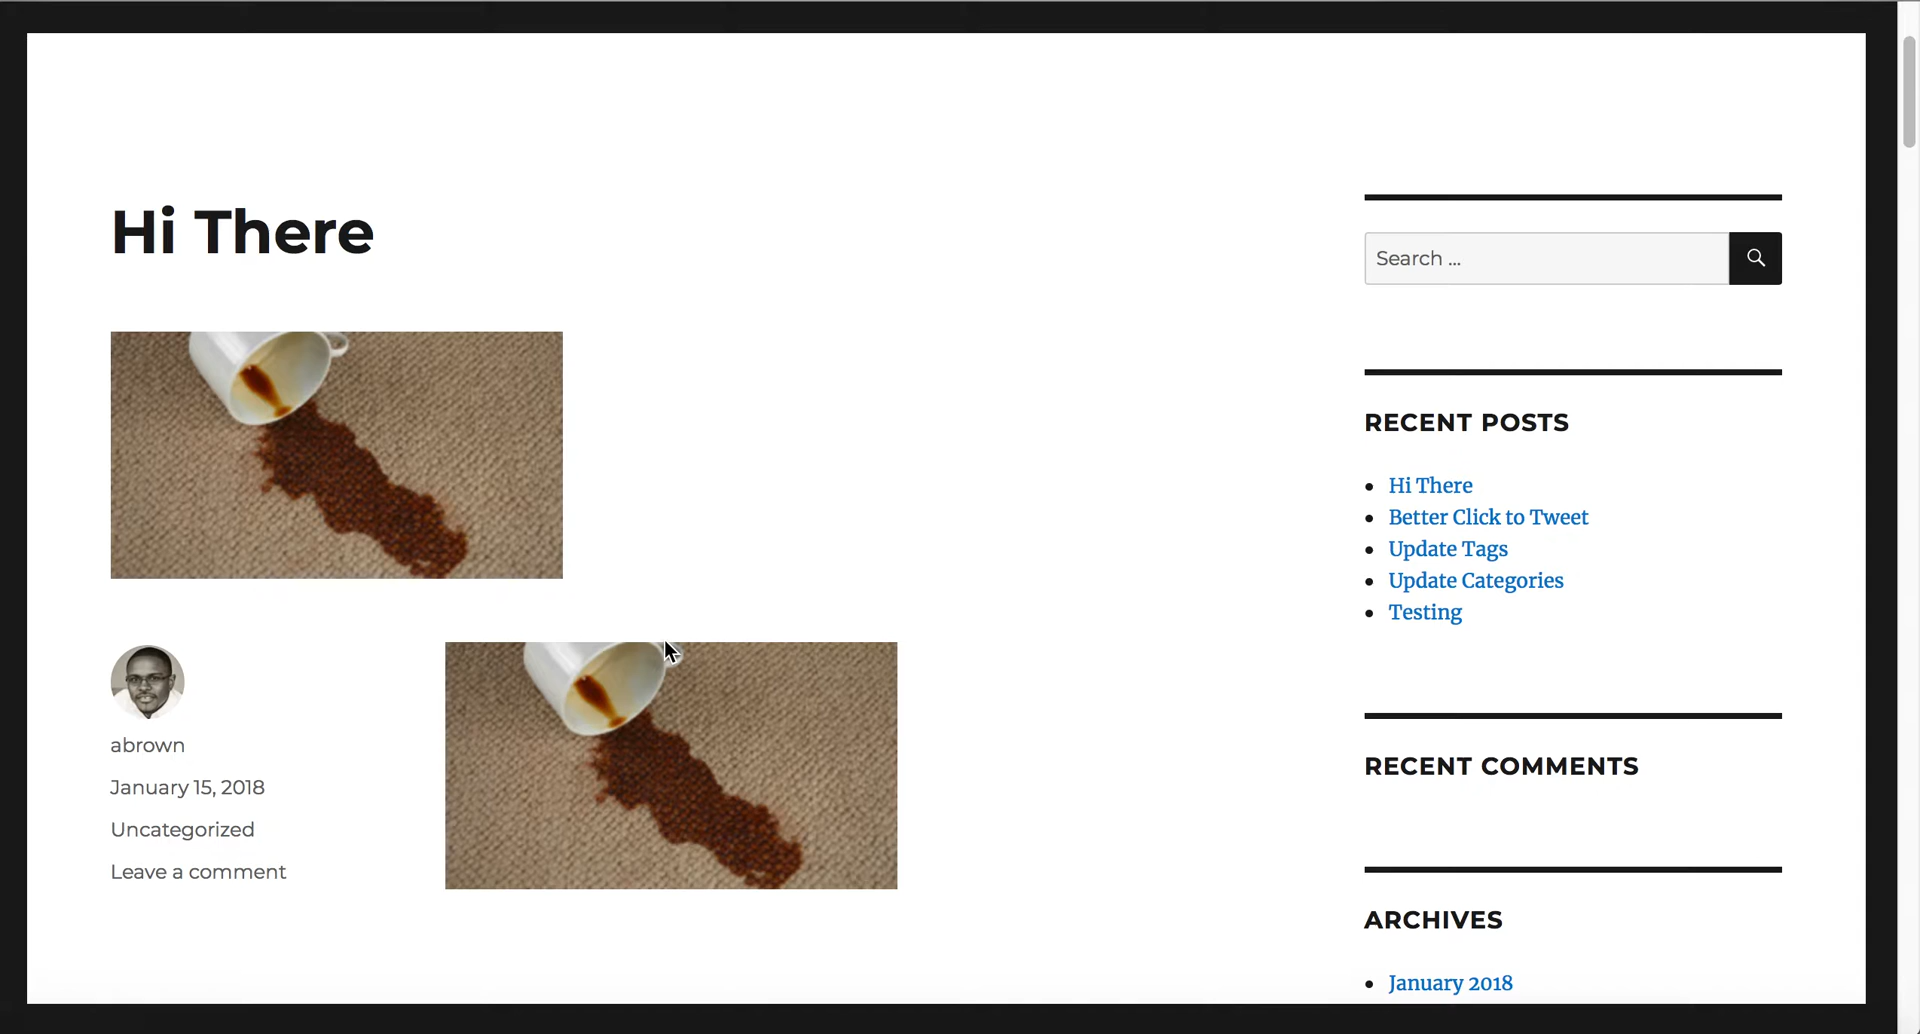 Hi There
abrown
January 15, 2018
Uncategorized
Leave a comment
Search ...
RECENT POSTS
Hi There
Better Click to Tweet
Update Tags
Update Categories
Testing
RECENT COMMENTS
ARCHIVES
January 2018